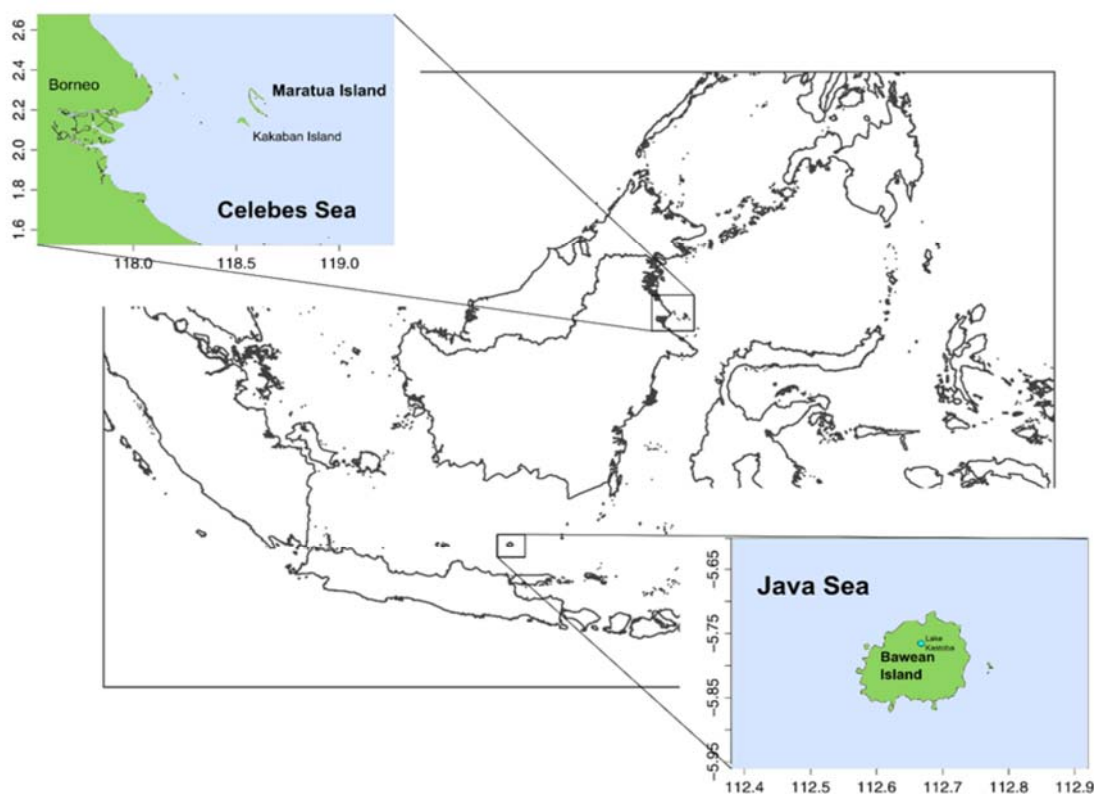 2.6
2.4
2.2
2.0
1.8
1.6
Borneo
Maratua Island
Kakaban Island
Celebes Sea
118.0 118.5 119.0
−5.65
−5.75
−5.85
−5.95
Java Sea
Lake
Kastoba
Bawean
Island
112.4 112.5 112.6 112.7 112.8 112.9